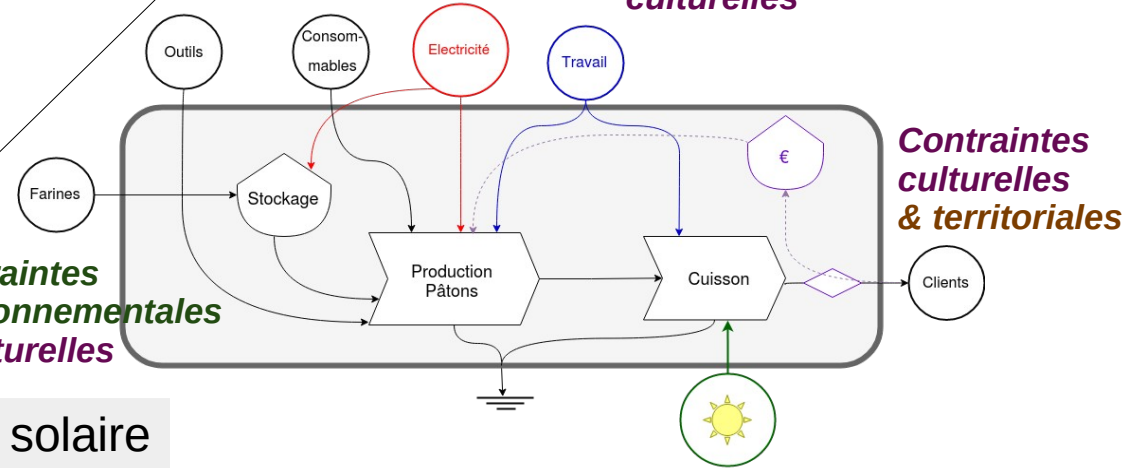 culturelles
Outils
Consom-
mables
Electricité
Travail
€
Contraintes
culturelles
& territoriales
Farines
Stockage
Production
Pâtons
Cuisson
Clients
aintes
onnementales
turelles
solaire